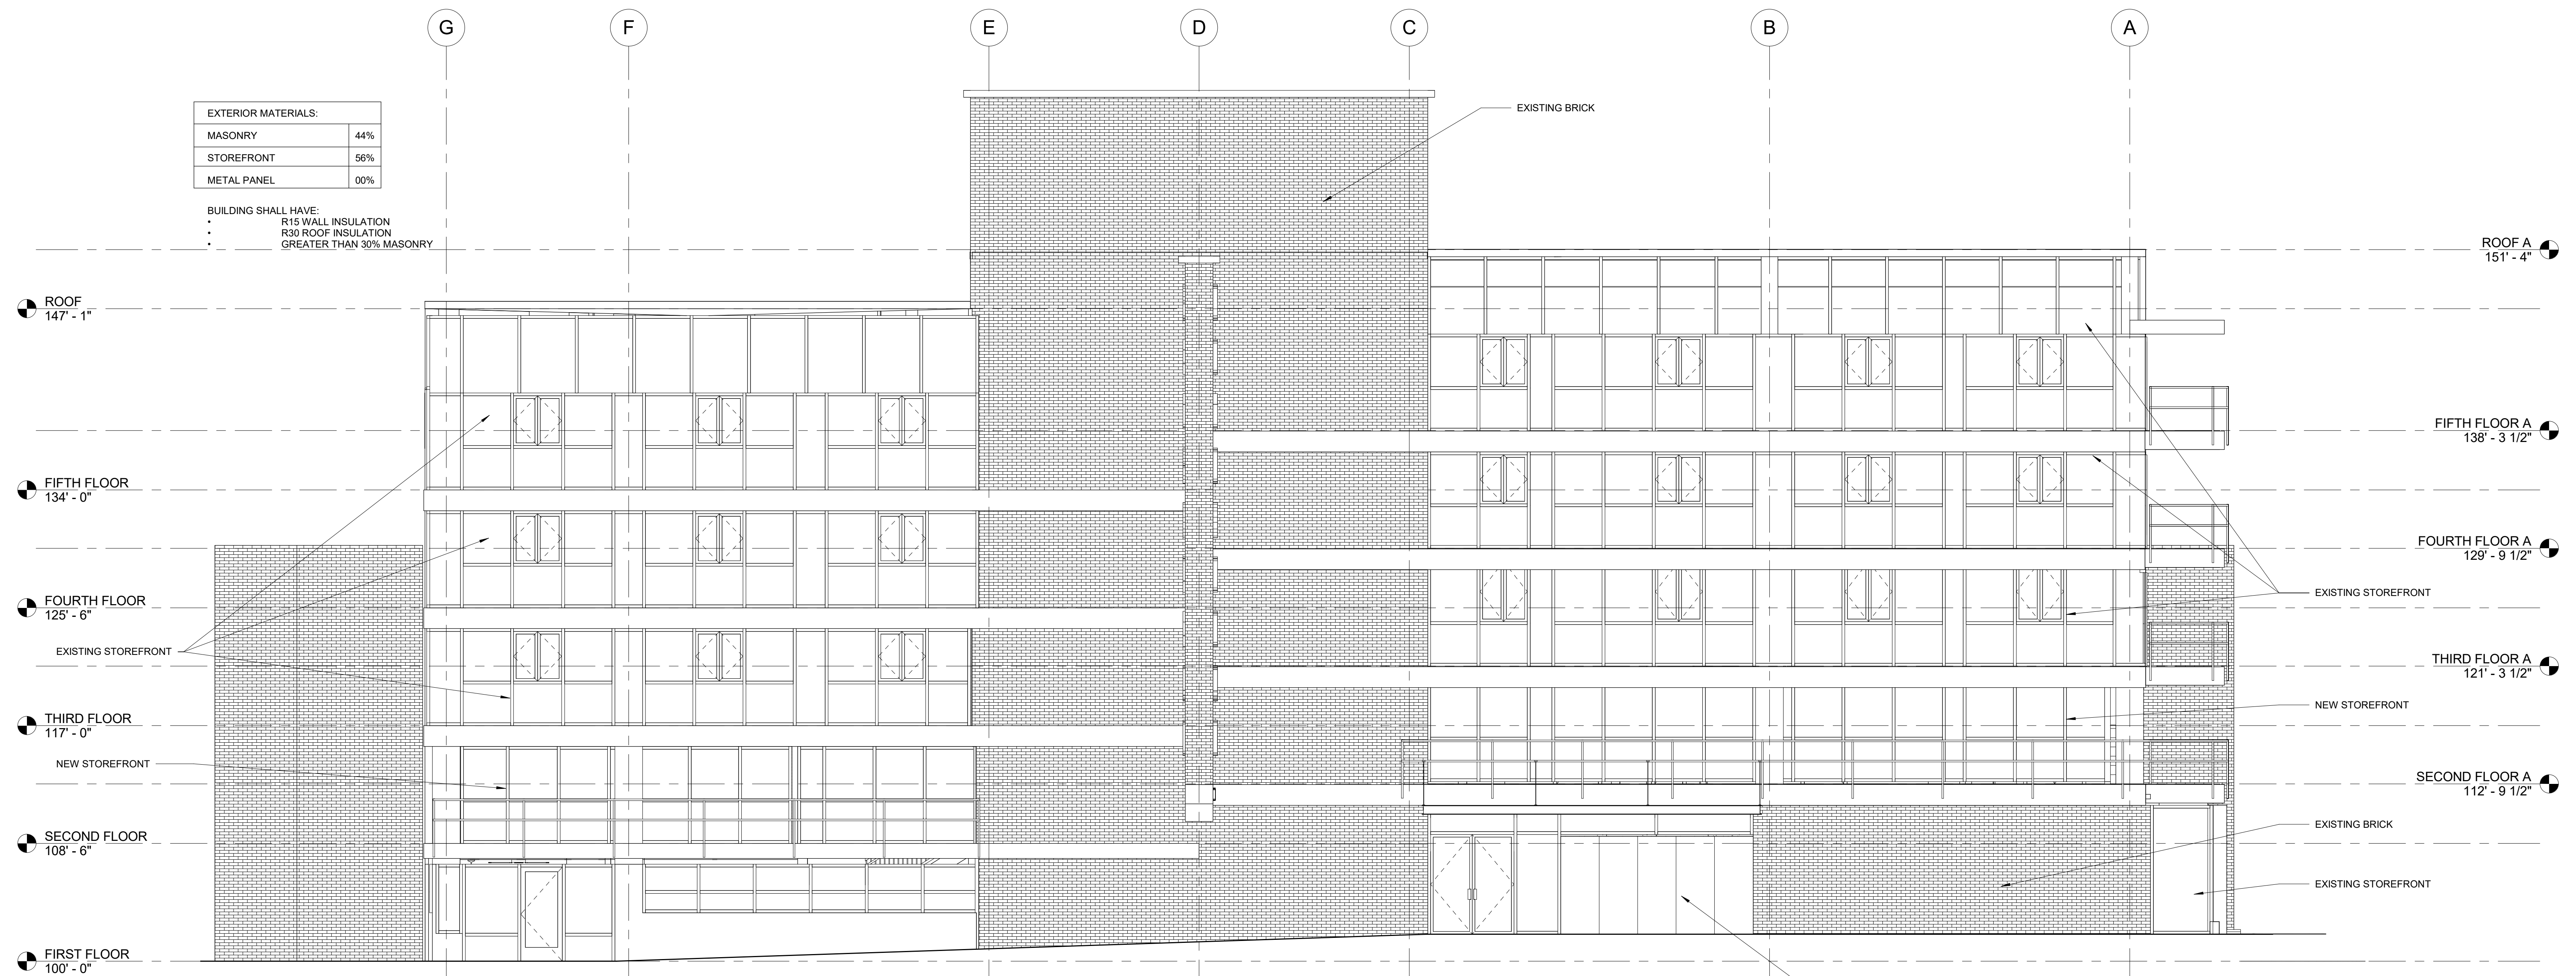 G F E D C B A
EXTERIOR MATERIALS:
MASONRY 44%
STOREFRONT 56%
METAL PANEL 00%
BUILDING SHALL HAVE:
• R15 WALL INSULATION
• R30 ROOF INSULATION
• GREATER THAN 30% MASONRY
EXISTING BRICK
ROOF
147' - 1"
FIFTH FLOOR
134' - 0"
FOURTH FLOOR
125' - 6"
EXISTING STOREFRONT
THIRD FLOOR
117' - 0"
NEW STOREFRONT
SECOND FLOOR
108' - 6"
FIRST FLOOR
100' - 0"
ROOF A
151' - 4"
FIFTH FLOOR A
138' - 3 1/2"
FOURTH FLOOR A
129' - 9 1/2"
EXISTING STOREFRONT
THIRD FLOOR A
121' - 3 1/2"
NEW STOREFRONT
SECOND FLOOR A
112' - 9 1/2"
EXISTING BRICK
EXISTING STOREFRONT